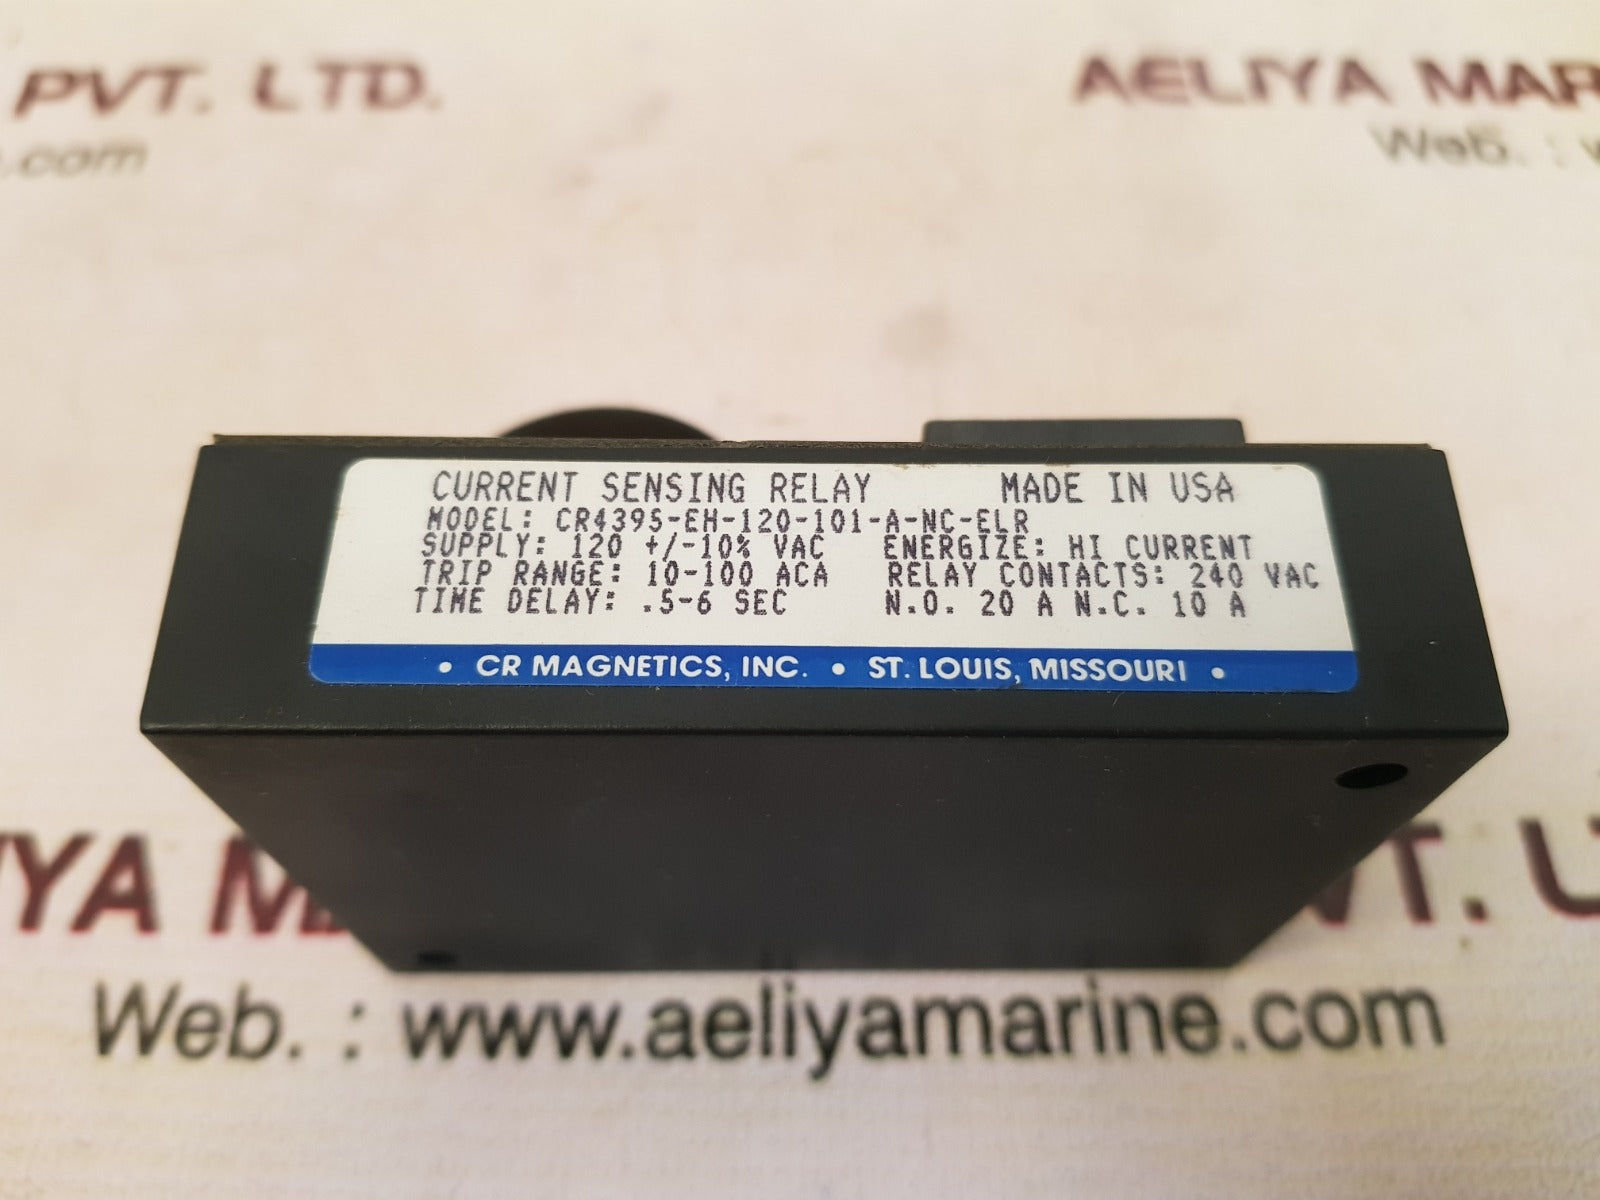 PVT. LTD.
.com
AELIYA MAR
Web. :
CURRENT SENSING RELAY MADE IN USA
MODEL: CR4395-EH-120-101-A-NC-ELR
SUPPLY: 120 +/-10% VAC ENERGIZE: HI CURRENT
TRIP RANGE: 10-100 ACA RELAY CONTACTS: 240 VAC
TIME DELAY: .5-6 SEC N.O. 20 A N.C. 10 A
• CR MAGNETICS, INC. • ST. LOUIS, MISSOURI •
IYA M VT. L
Web. : www.aeliyamarine.com